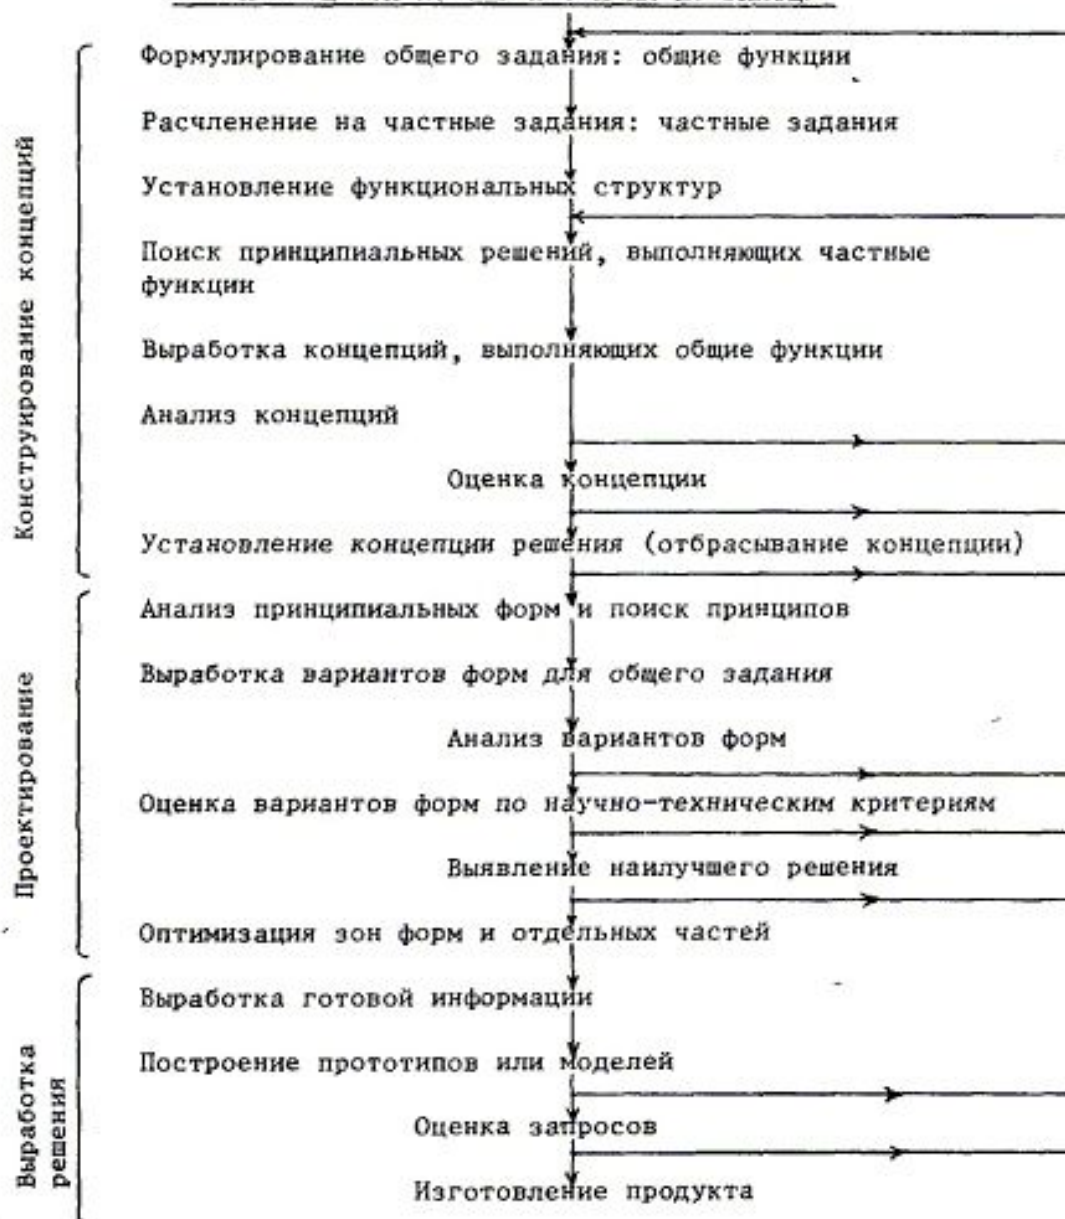 Конструирование концепций
Формулирование общего задания: общие функции
Расчленение на частные задания: частные задания
Установление функциональных структур
Поиск принципиальных решений, выполняющих частные
функции
Выработка концепций, выполняющих общие функции
Анализ концепций
Оценка концепции
Установление концепции решения (отбрасывание концепции)
Проектирование
Анализ принципиальных форм и поиск принципов
Выработка вариантов форм для общего задания
Анализ вариантов форм
Оценка вариантов форм по научно-техническим критериям
Выявление наилучшего решения
Оптимизация зон форм и отдельных частей
Выработка
решения
Выработка готовой информации
Построение прототипов или моделей
Оценка запросов
Изготовление продукта